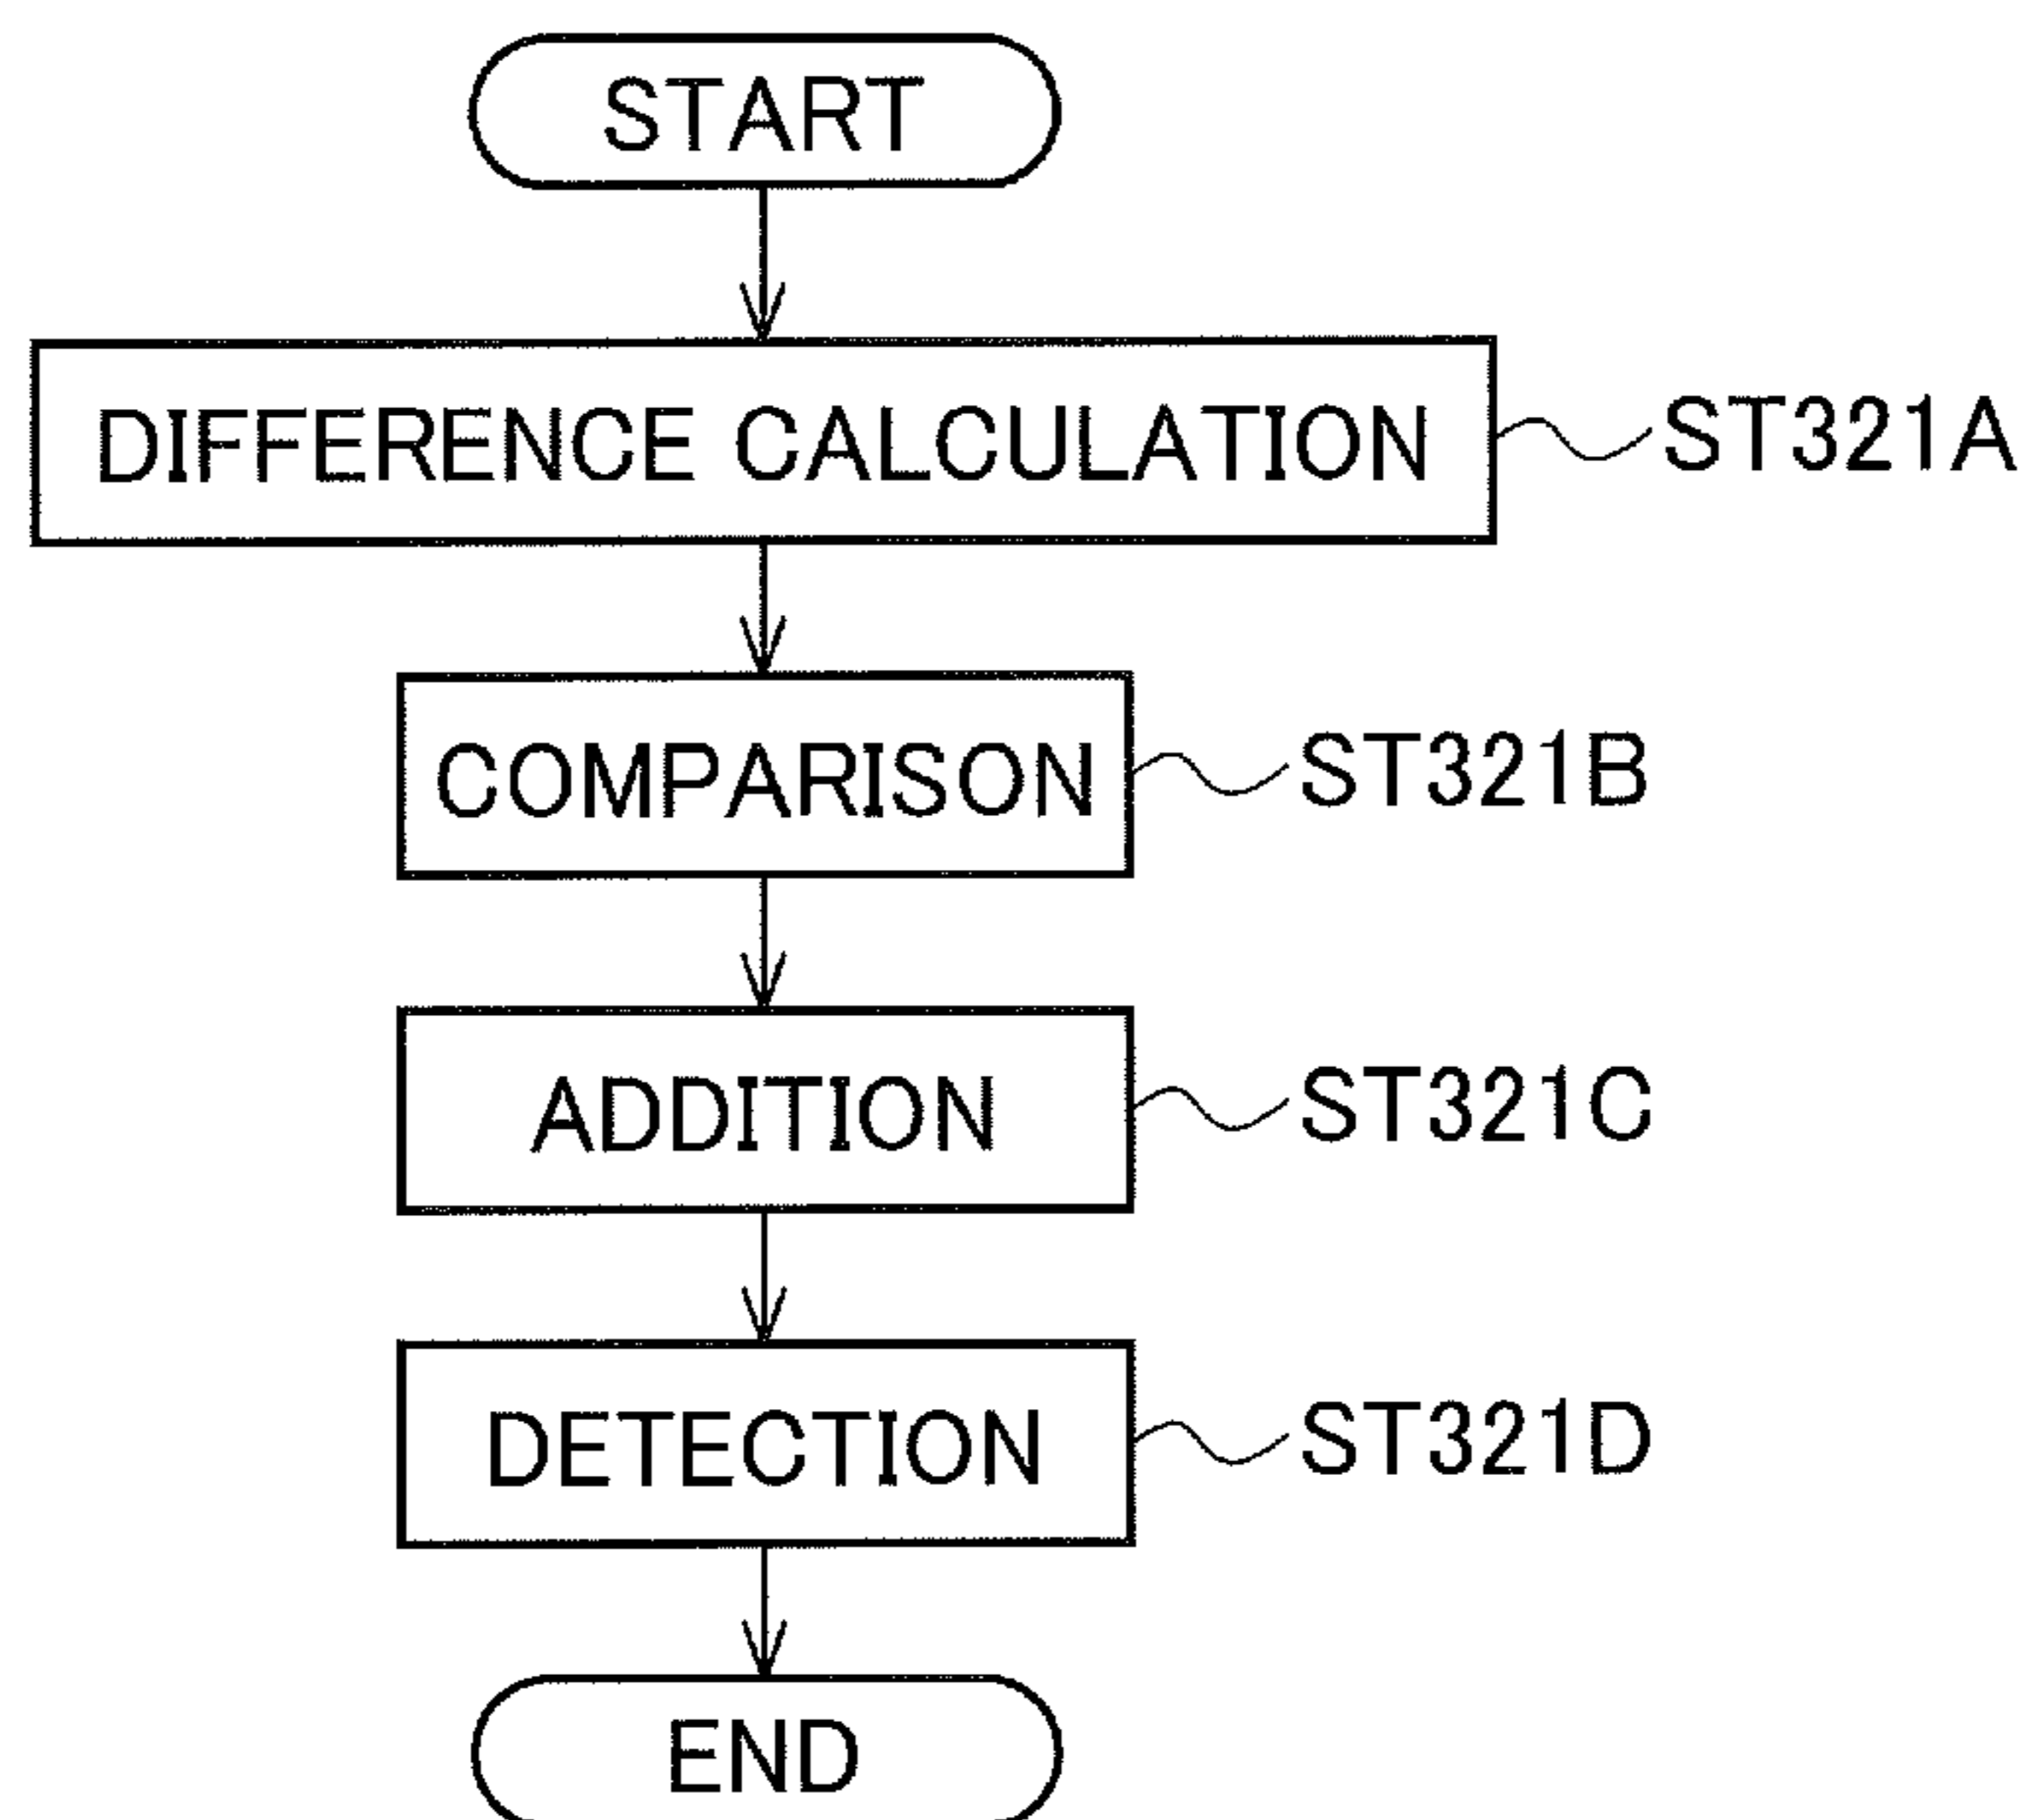 START
DIFFERENCE CALCULATION ST321A
COMPARISON ST321B
ADDITION ST321C
DETECTION ST321D
END